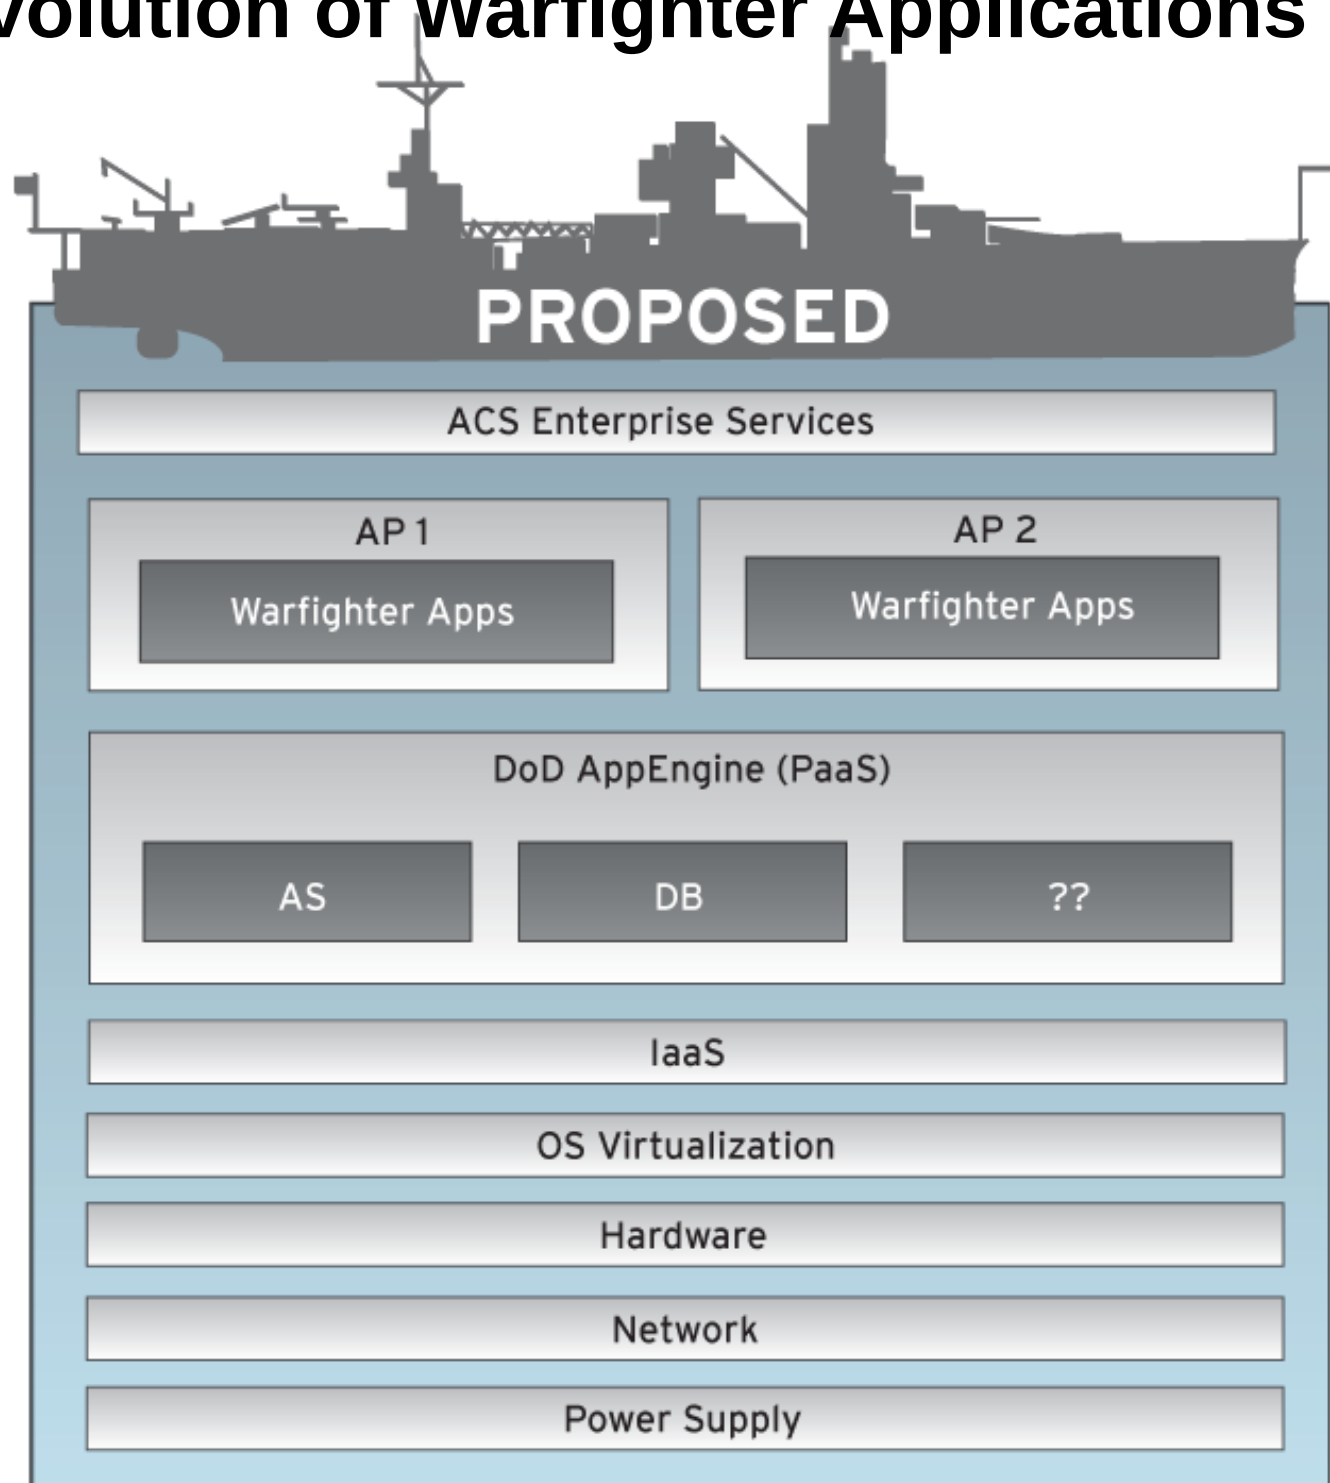 volution of Warfighter Applications
PROPOSED
ACS Enterprise Services
AP 1
Warfighter Apps
AP 2
Warfighter Apps
DoD AppEngine (PaaS)
AS
DB
??
IaaS
OS Virtualization
Hardware
Network
Power Supply